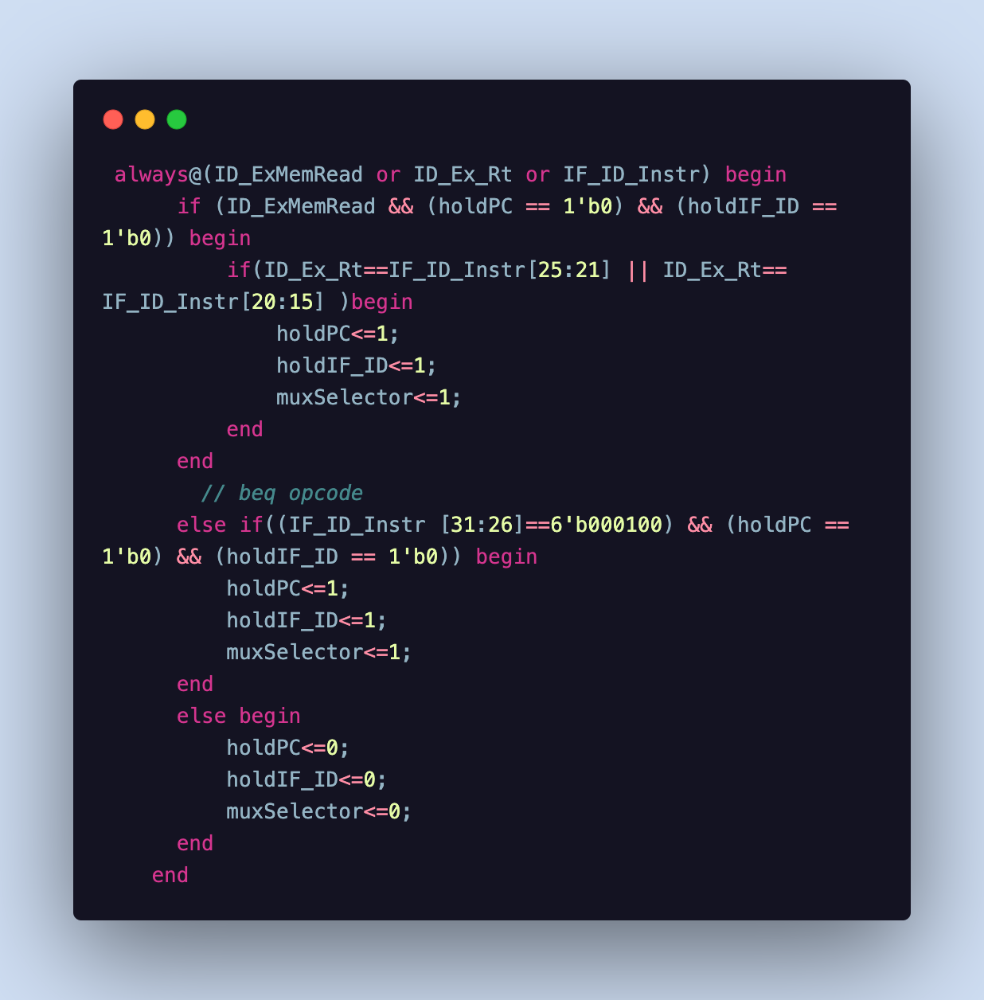 always@(ID_ExMemRead or ID_Ex_Rt or IF_ID_Instr) begin
if (ID_ExMemRead && (holdPC == 1'b0) && (holdIF_ID ==
1'b0)) begin
if(ID_Ex_Rt==IF_ID_Instr[25:21] || ID_Ex_Rt==
IF_ID_Instr[20:15] )begin
holdPC<=1;
holdIF_ID<=1;
muxSelector<=1;
end
end
// beq opcode
else if((IF_ID_Instr [31:26]==6'b000100) && (holdPC ==
1'b0) && (holdIF_ID == 1'b0)) begin
holdPC<=1;
holdIF_ID<=1;
muxSelector<=1;
end
else begin
holdPC<=0;
holdIF_ID<=0;
muxSelector<=0;
end
end